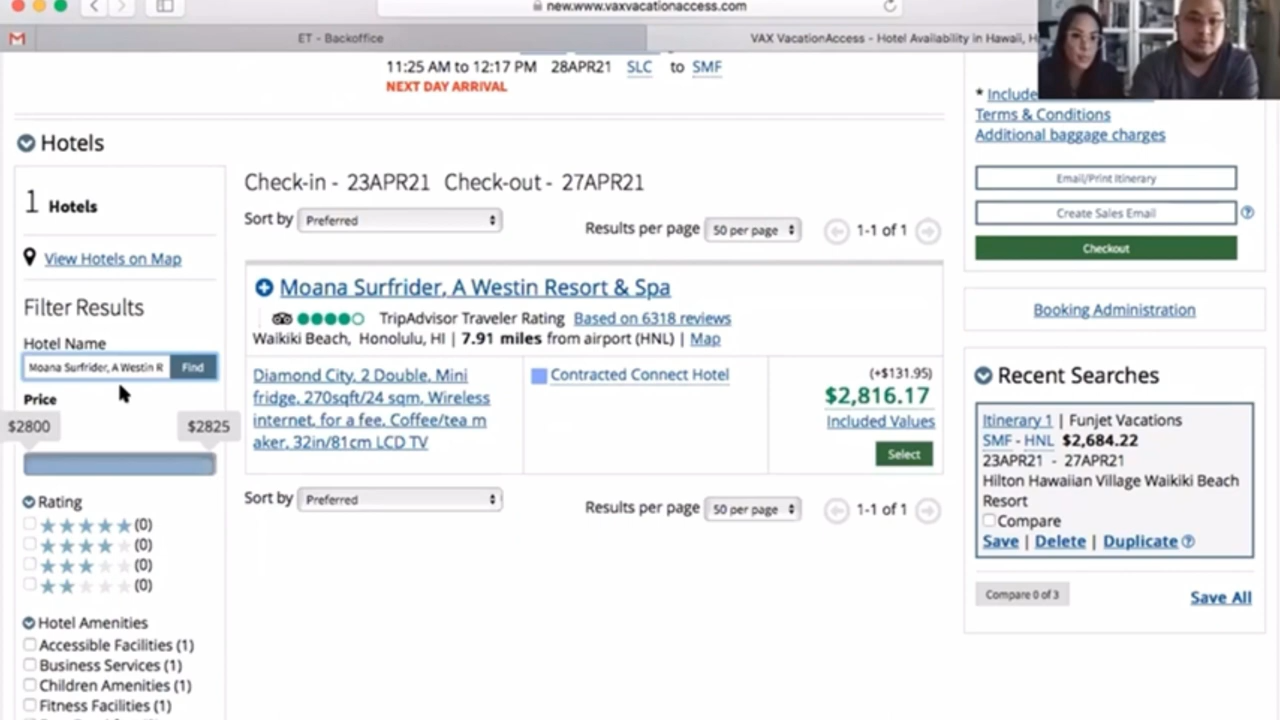 new.www.vaxvacationaccess.com
ET - Backoffice
VAX VacationAccess - Hotel Availability in Hawaii, H
11:25 AM to 12:17 PM 28APR21 SLC to SMF
NEXT DAY ARRIVAL
* Include
Terms & Conditions
Additional baggage charges
Email/Print Itinerary
Create Sales Email
Checkout
Booking Administration
Hotels
1 Hotels
View Hotels on Map
Filter Results
Hotel Name
Moana Surfrider, A Westin R Find
Price
$2800 $2825
Rating
(0)
(0)
(0)
(0)
Hotel Amenities
Accessible Facilities (1)
Business Services (1)
Children Amenities (1)
Fitness Facilities (1)
Check-in - 23APR21 Check-out - 27APR21
Sort by Preferred Results per page 50 per page 1-1 of 1
Moana Surfrider, A Westin Resort & Spa
TripAdvisor Traveler Rating Based on 6318 reviews
Waikiki Beach, Honolulu, HI | 7.91 miles from airport (HNL) | Map
Diamond City, 2 Double, Mini
fridge, 270sqft/24 sqm, Wireless
internet, for a fee, Coffee/tea m
aker, 32in/81cm LCD TV
Contracted Connect Hotel
(+$131.95)
$2,816.17
Included Values
Select
Sort by Preferred Results per page 50 per page 1-1 of 1
Recent Searches
Itinerary 1 | Funjet Vacations
SMF - HNL $2,684.22
23APR21 - 27APR21
Hilton Hawaiian Village Waikiki Beach
Resort
Compare
Save | Delete | Duplicate
Compare 0 of 3
Save All